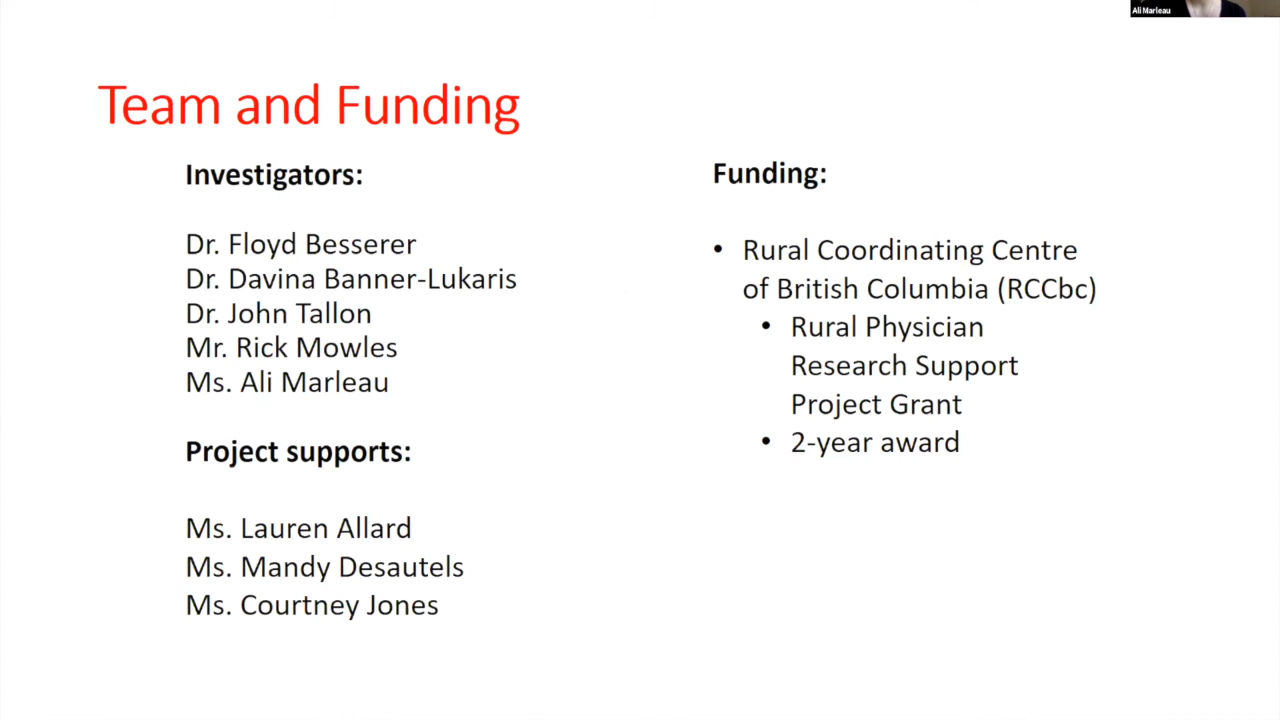 Ali Marleau
Team and Funding
Investigators:
Dr. Floyd Besserer
Dr. Davina Banner-Lukaris
Dr. John Tallon
Mr. Rick Mowles
Ms. Ali Marleau
Project supports:
Ms. Lauren Allard
Ms. Mandy Desautels
Ms. Courtney Jones
Funding:
• Rural Coordinating Centre
of British Columbia (RCCbc)
• Rural Physician
Research Support
Project Grant
• 2-year award